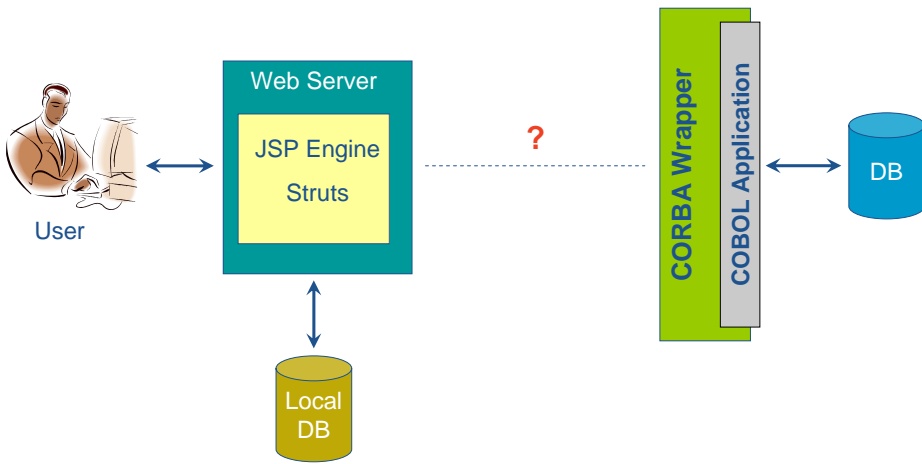 Web Server
JSP Engine
Struts
User
Local
DB
?
CORBA Wrapper
COBOL Application
DB